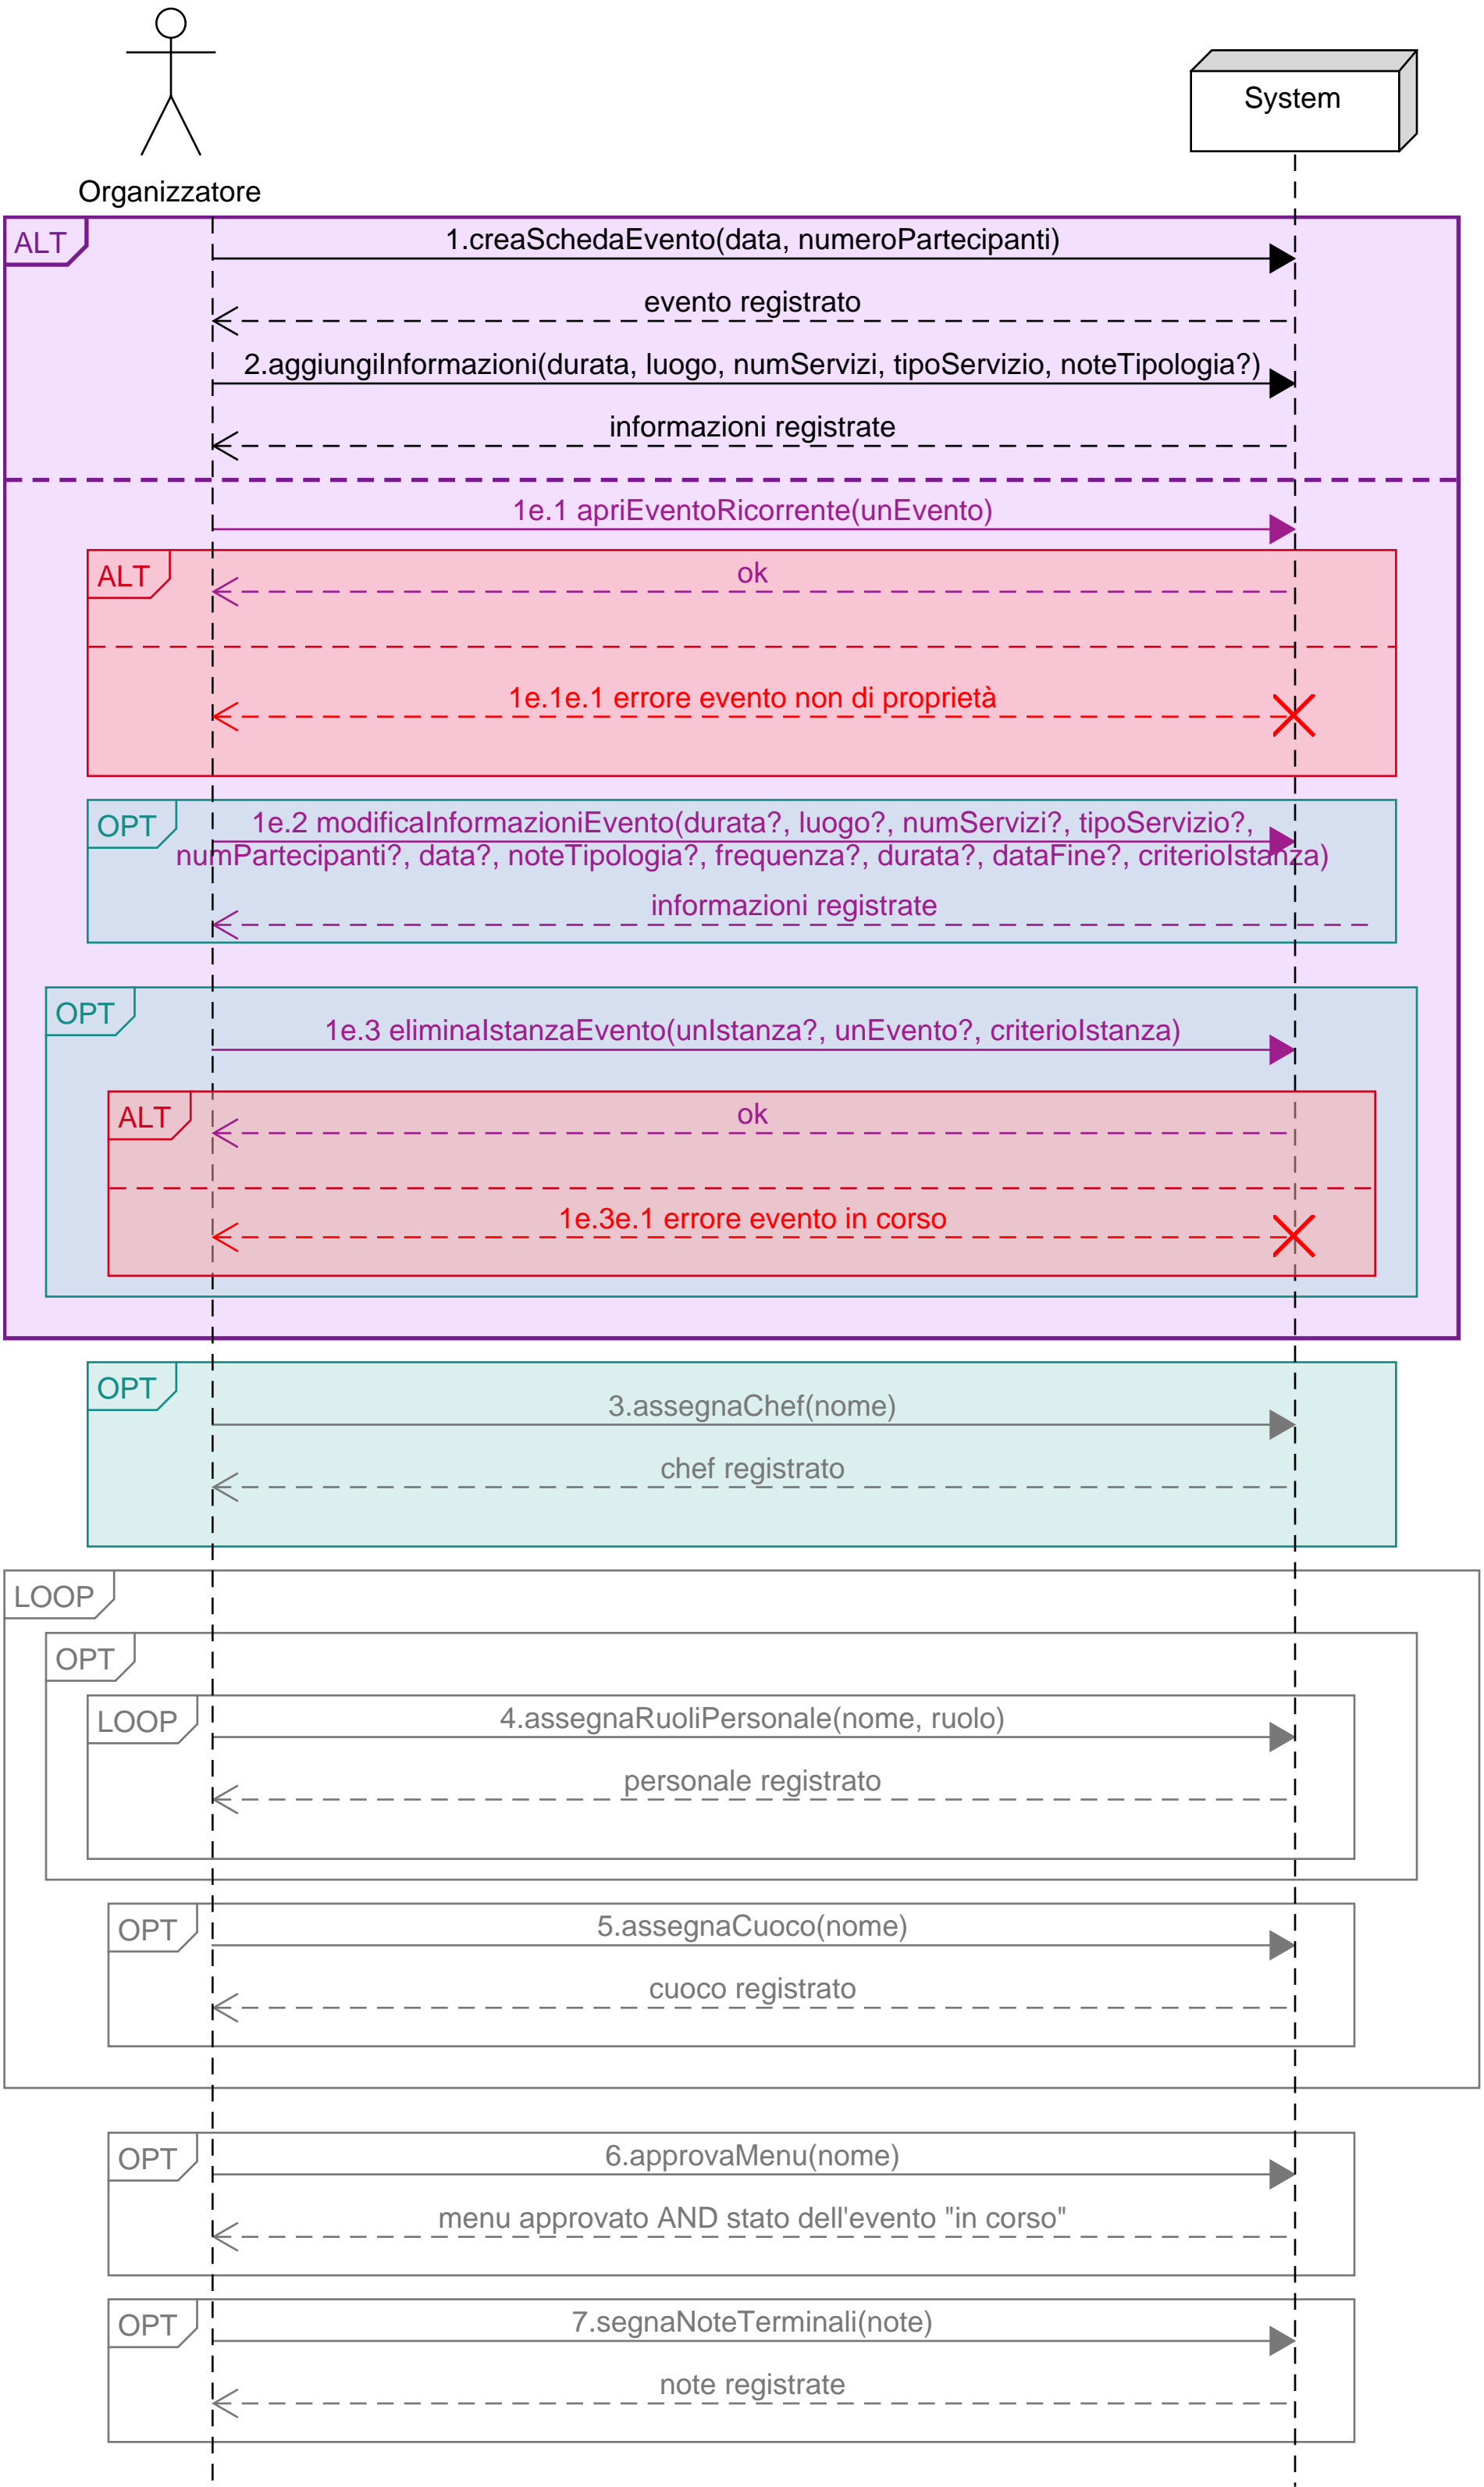 System
Organizzatore
ALT
1.creaSchedaEvento(data, numeroPartecipanti)
evento registrato
2.aggiungiInformazioni(durata, luogo, numServizi, tipoServizio, noteTipologia?)
informazioni registrate
1e.1 apriEventoRicorrente(unEvento)
ALT
ok
1e.1e.1 errore evento non di proprietà
OPT
1e.2 modificaInformazioniEvento(durata?, luogo?, numServizi?, tipoServizio?,
numPartecipanti?, data?, noteTipologia?, frequenza?, durata?, dataFine?, criterioIstanza)
informazioni registrate
OPT
1e.3 eliminaIstanzaEvento(unIstanza?, unEvento?, criterioIstanza)
ALT
ok
1e.3e.1 errore evento in corso
OPT
3.assegnaChef(nome)
chef registrato
LOOP
OPT
LOOP
4.assegnaRuoliPersonale(nome, ruolo)
personale registrato
OPT
5.assegnaCuoco(nome)
cuoco registrato
OPT
6.approvaMenu(nome)
menu approvato AND stato dell'evento "in corso"
OPT
7.segnaNoteTerminali(note)
note registrate